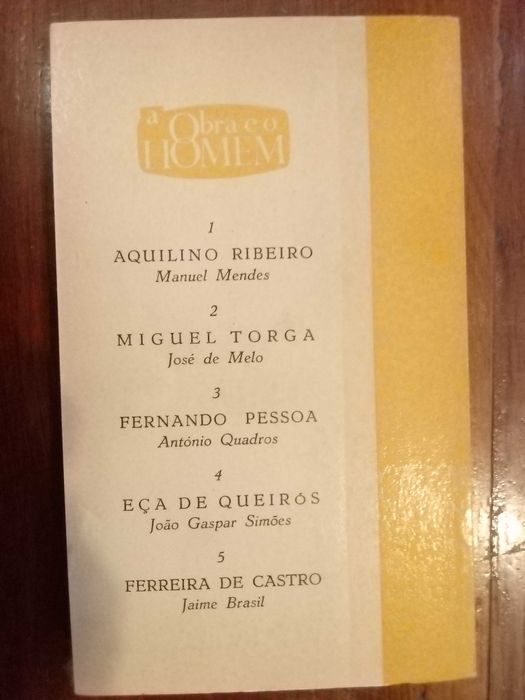 a Obra e o
HOMEM
1
AQUILINO RIBEIRO
Manuel Mendes
2
MIGUEL TORGA
José de Melo
3
FERNANDO PESSOA
António Quadros
4
EÇA DE QUEIRÓS
João Gaspar Simões
5
FERREIRA DE CASTRO
Jaime Brasil